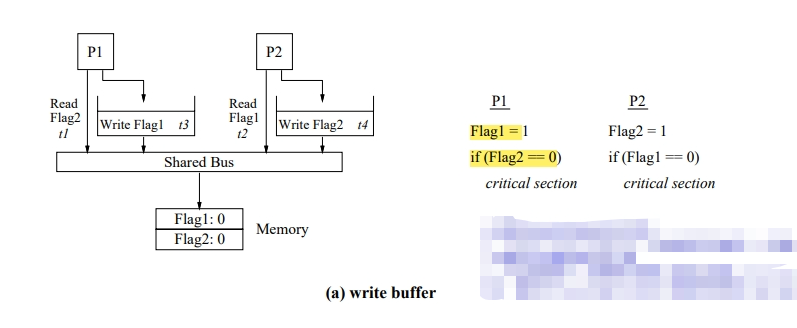 P1
P2
Read
Flag2
t1
Write Flag1 t3
Read
Flag1
t2
Write Flag2 t4
Shared Bus
Flag1: 0
Flag2: 0
Memory
(a) write buffer
P1
P2
Flag1 = 1
Flag2 = 1
if (Flag2 == 0)
if (Flag1 == 0)
critical section
critical section